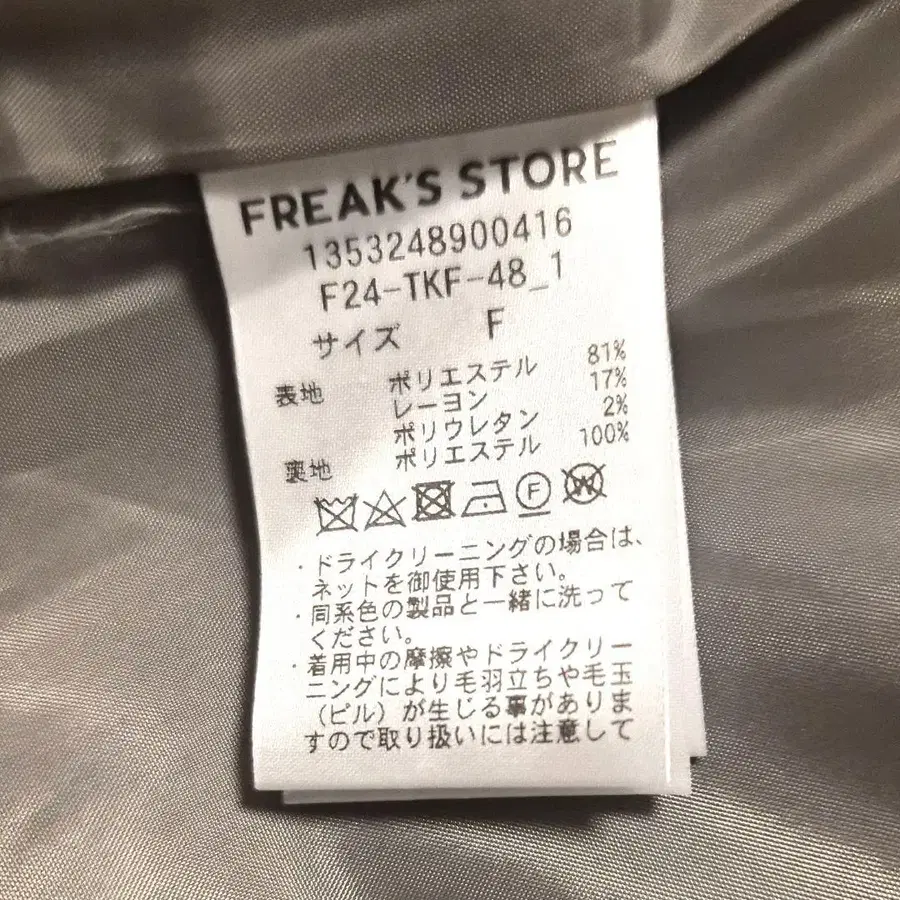 FREAK'S STORE
1353248900416
F24-TKF-48_1
サイズ F
表地 ポリエステル 81%
レーヨン 17%
ポリウレタン 2%
裏地 ポリエステル 100%
F W
・ドライクリーニングの場合は、
ネットを御使用下さい。
・同系色の製品と一緒に洗って
ください。
・着用中の摩擦やドライクリー
ニングにより毛羽立ちや毛玉
（ピル）が生じる事がありま
すので取り扱いには注意して